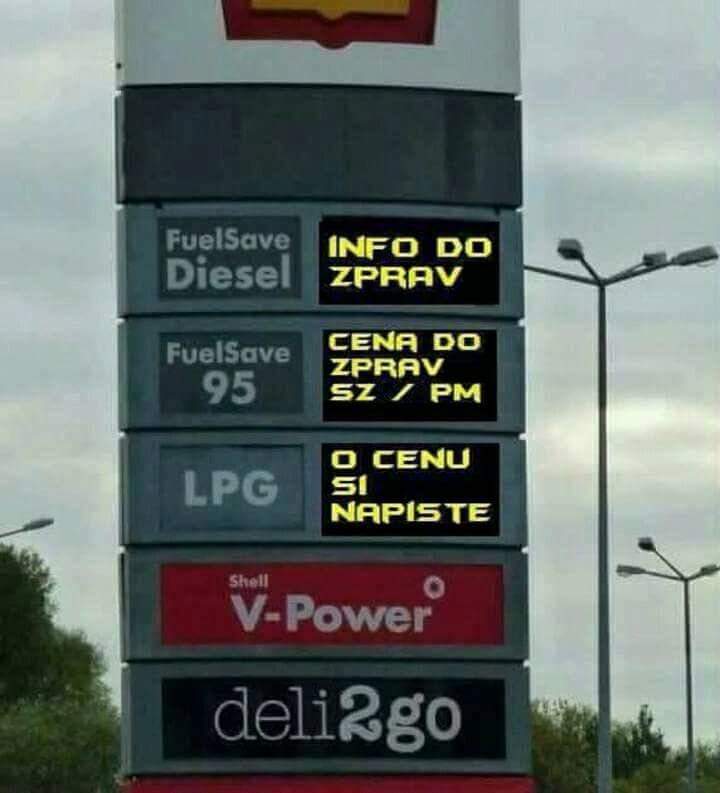 FuelSave
Diesel
INFO DO
ZPRAV
FuelSave
95
CENA DO
ZPRAV
SZ / PM
LPG
O CENU
SI
NAPISTE
Shell
V-Power
deli2go